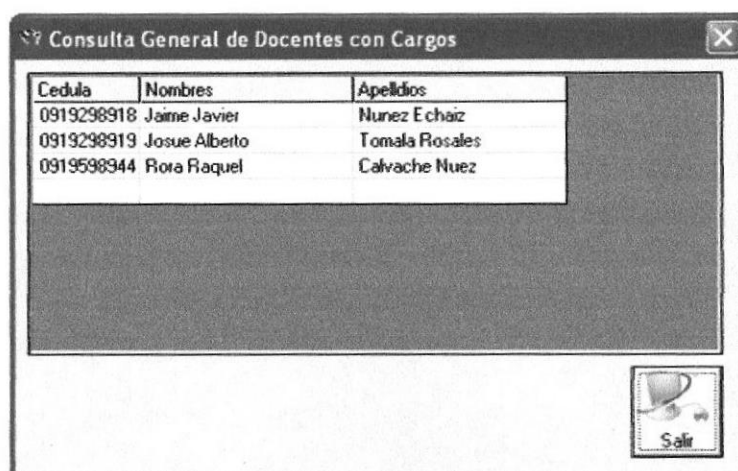 Consulta General de Docentes con Cargos
Cedula Nombres Apelldios
0919298918 Jaime Javier Nunez Echaiz
0919298919 Josue Alberto Tomala Rosales
0919598944 Rora Raquel Calvache Nuez
Salir